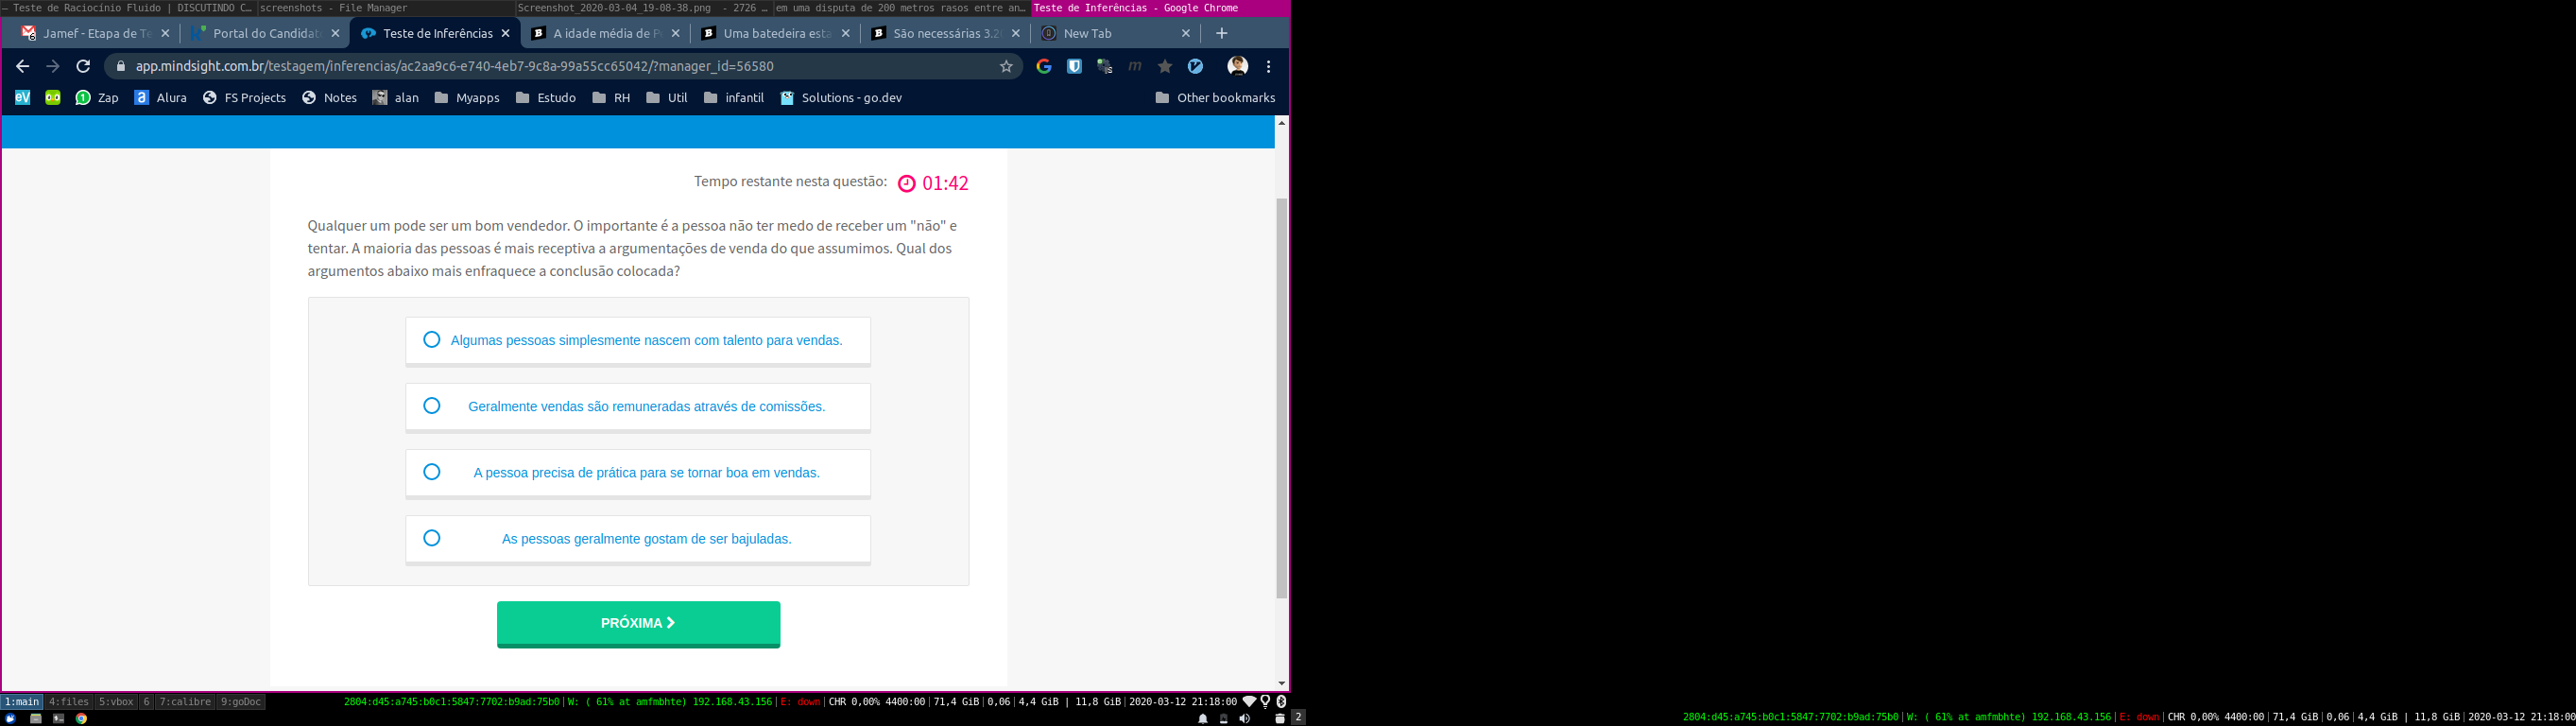 — Teste de Raciocínio Fluido | DISCUTINDO C… screenshots - File Manager Screenshot_2020-03-04_19-08-38.png - 2726 … em uma disputa de 200 metros rasos entre an… Teste de Inferências - Google Chrome
Jamef - Etapa de Te Portal do Candidat Teste de Inferências A idade média de P Uma batedeira esta São necessárias 3.2 New Tab
app.mindsight.com.br/testagem/inferencias/ac2aa9c6-e740-4eb7-9c8a-99a55cc65042/?manager_id=56580
eV Zap Alura FS Projects Notes alan Myapps Estudo RH Util infantil Solutions - go.dev Other bookmarks
Tempo restante nesta questão: 01:42
Qualquer um pode ser um bom vendedor. O importante é a pessoa não ter medo de receber um "não" e
tentar. A maioria das pessoas é mais receptiva a argumentações de venda do que assumimos. Qual dos
argumentos abaixo mais enfraquece a conclusão colocada?
Algumas pessoas simplesmente nascem com talento para vendas.
Geralmente vendas são remuneradas através de comissões.
A pessoa precisa de prática para se tornar boa em vendas.
As pessoas geralmente gostam de ser bajuladas.
PRÓXIMA
1:main 4:files 5:vbox 6 7:calibre 9:goDoc 2804:d45:a745:b0c1:5847:7702:b9ad:75b0 | W: ( 61% at amfmbhte) 192.168.43.156 | E: down | CHR 0,00% 4400:00 | 71,4 GiB | 0,06 | 4,4 GiB | 11,8 GiB | 2020-03-12 21:18:00
2 2804:d45:a745:b0c1:5847:7702:b9ad:75b0 | W: ( 61% at amfmbhte) 192.168.43.156 | E: down | CHR 0,00% 4400:00 | 71,4 GiB | 0,06 | 4,4 GiB | 11,8 GiB | 2020-03-12 21:18:00